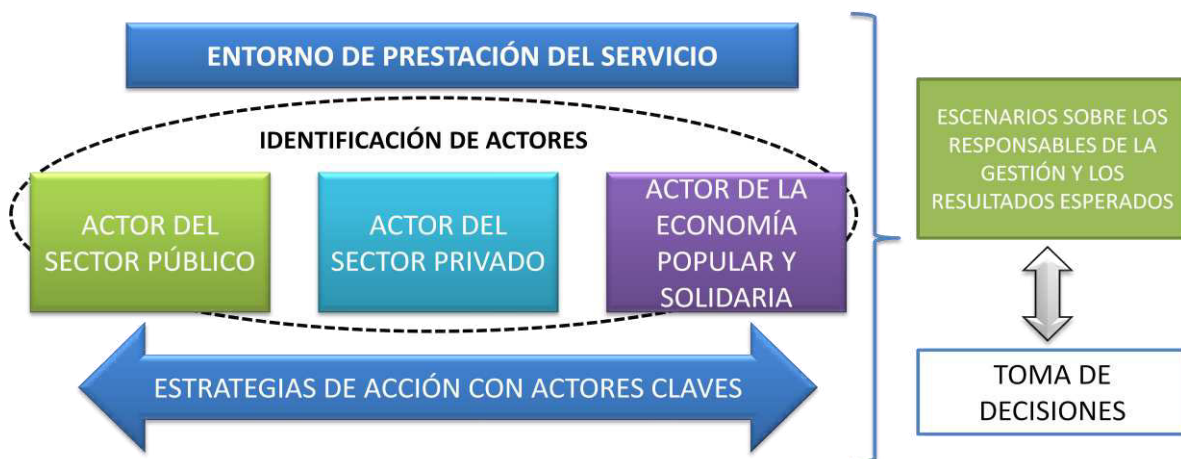 ENTORNO DE PRESTACIÓN DEL SERVICIO
IDENTIFICACIÓN DE ACTORES
ACTOR DEL
SECTOR PÚBLICO
ACTOR DEL
SECTOR PRIVADO
ACTOR DE LA
ECONOMÍA
POPULAR Y
SOLIDARIA
ESTRATEGIAS DE ACCIÓN CON ACTORES CLAVES
ESCENARIOS SOBRE LOS
RESPONSABLES DE LA
GESTIÓN Y LOS
RESULTADOS ESPERADOS
TOMA DE
DECISIONES